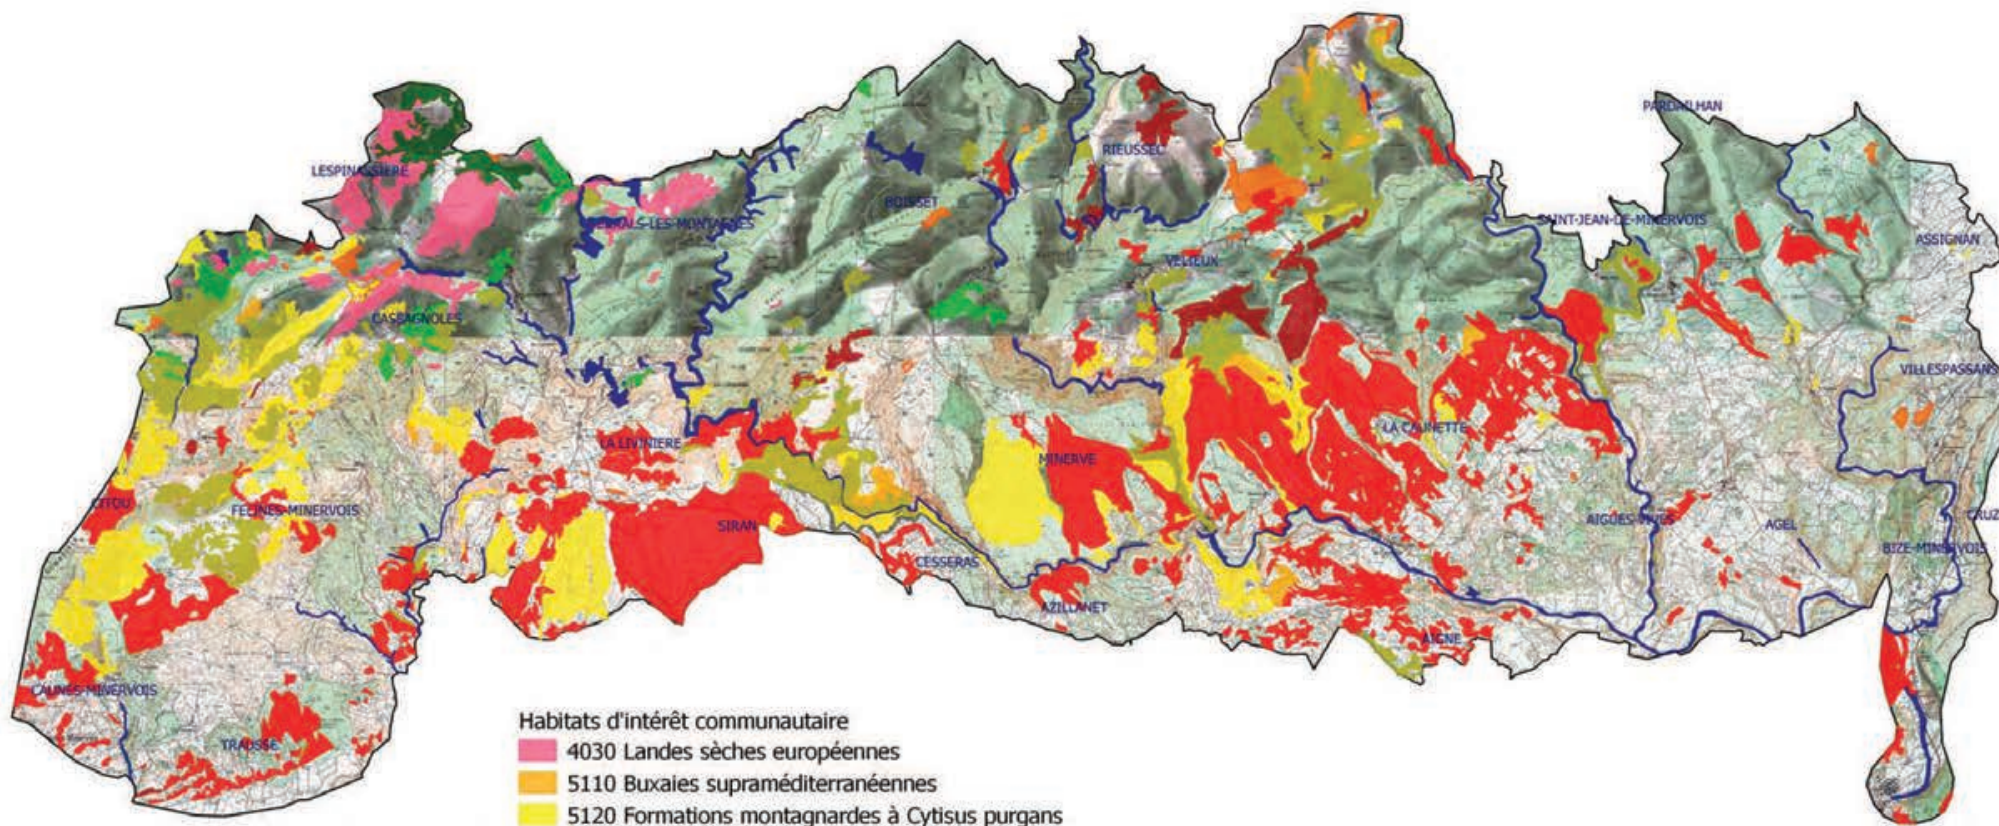 PARDAILHAN
RIEUSSEC
LESPINASSIERE
BOISSET
SAINT-JEAN-DE-MINERVOIS
ASSIGNAN
VELIEUX
CASSAGNOLES
VILLESPASSANS
LA CAUNETTE
LA LIVINIERE
MINERVE
CITOU
FELINES-MINERVOIS
SIRAN
AIGUES-VIVES
AGEL
CRUZ
BIZE-MINERVOIS
CESSERAS
AZILLANET
AIGNE
CAUNES-MINERVOIS
TRAUSSE
Habitats d'intérêt communautaire
4030 Landes sèches européennes
5110 Buxaies supraméditerranéennes
5120 Formations montagnardes à Cytisus purgans